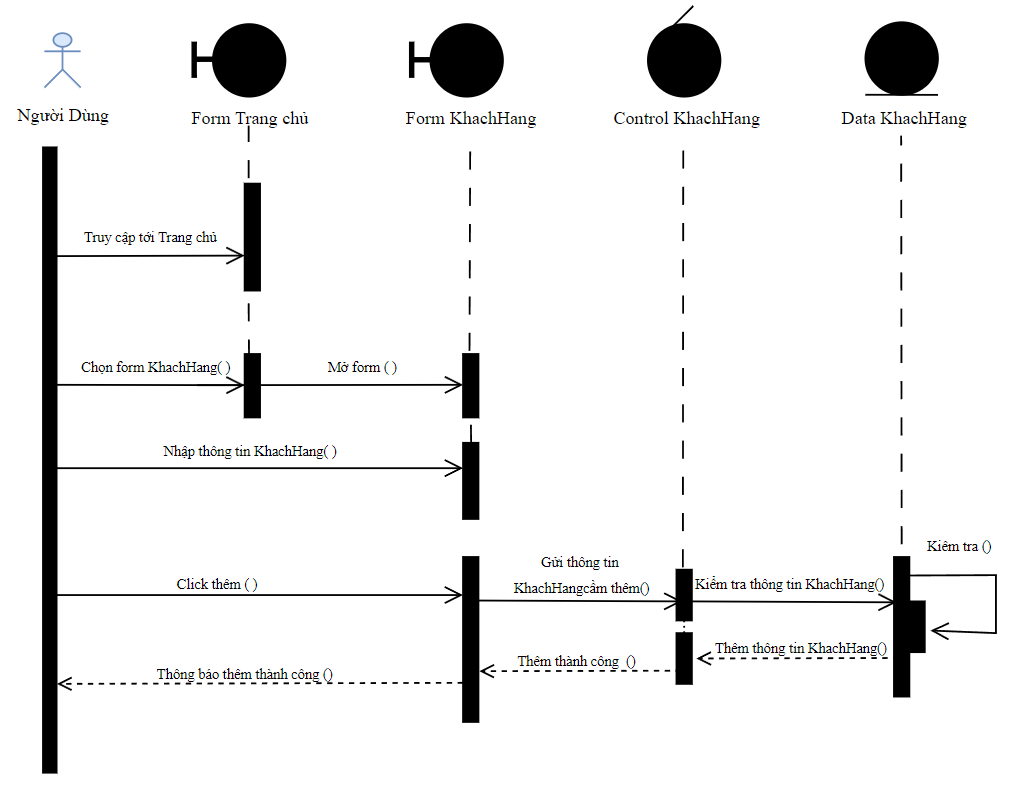 Người Dùng
Form Trang chủ
Form KhachHang
Control KhachHang
Data KhachHang
Truy cập tới Trang chủ
Chọn form KhachHang( )
Mở form ( )
Nhập thông tin KhachHang( )
Kiêm tra ()
Click thêm ( )
Gửi thông tin
KhachHangcầm thêm()
Kiểm tra thông tin KhachHang()
Thêm thông tin KhachHang()
Thêm thành công ()
Thông báo thêm thành công ()